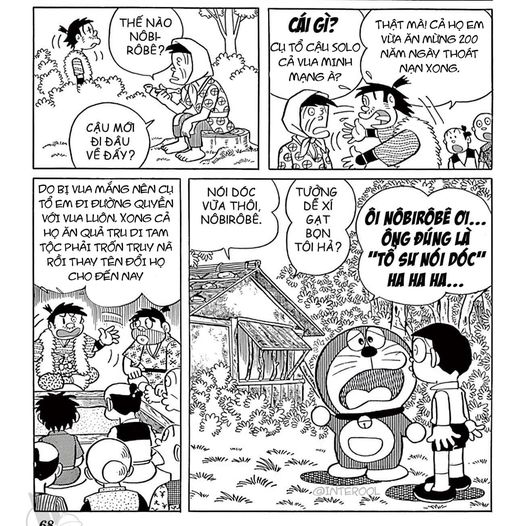 THẾ NÀO
NÔBI-
RÔBÊ?
CẬU MỚI
ĐI ĐÂU
VỀ ĐẤY?
CÁI GÌ?
CỤ TỔ CẬU SOLO
CẢ VUA MINH
MẠNG À?
THẬT MÀ! CẢ HỌ EM
VỪA ĂN MỪNG 200
NĂM NGÀY THOÁT
NẠN XONG.
DỌ BỊ VUA MẮNG NÊN CỤ
TỔ EM ĐI ĐƯỜNG QUYỀN
VỚI VUA LUÔN. XONG CẢ
HỌ ĂN QUẢ TRU DI TAM
TỘC PHẢI TRỐN TRUY NÃ
RỒI THAY TÊN ĐỔI HỌ
CHO ĐẾN NAY
NÓI DÓC
VỪA THÔI,
NÔBIRÔBÊ.
TƯỞNG
DỄ XÍ
GẠT
BỌN
TÔI HẢ?
ÔI NÔBIRÔBÊ ƠI...
ÔNG ĐÚNG LÀ
"TỔ SƯ NÓI DÓC"
HA HA HA...
@INTEROOL
68